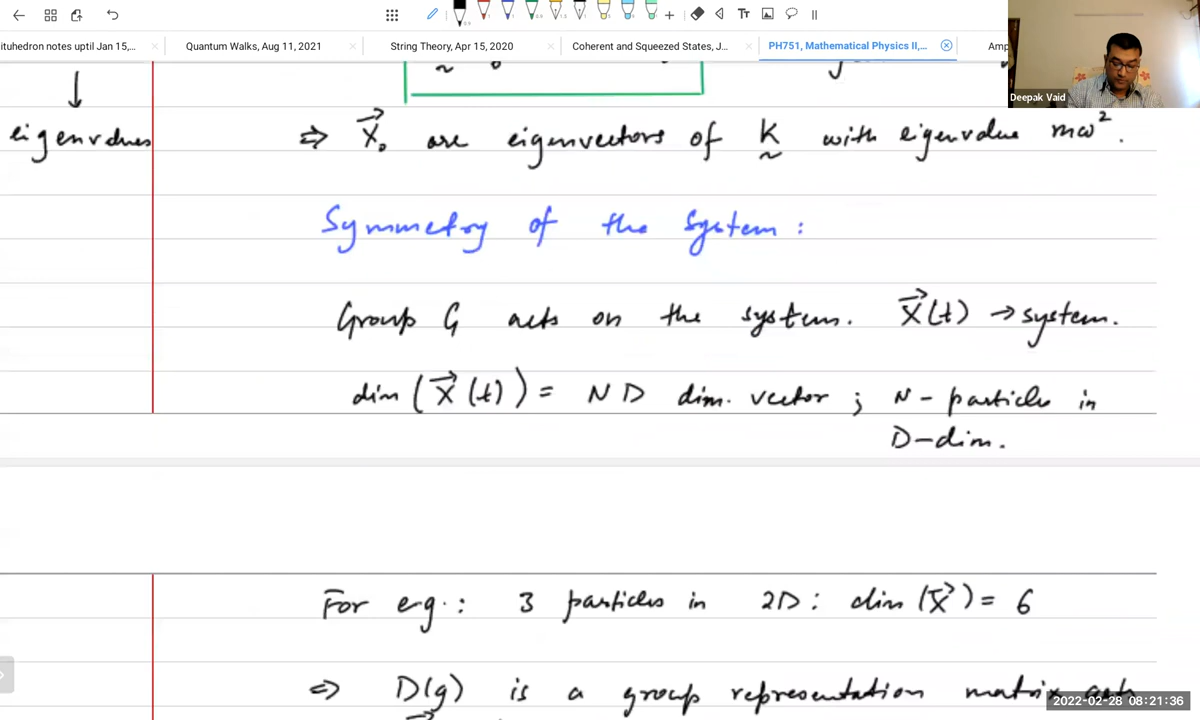 ituhedron notes uptil Jan 15,... Quantum Walks, Aug 11, 2021 String Theory, Apr 15, 2020 Coherent and Squeezed States, J... PH751, Mathematical Physics II,... Amp
Deepak Vaid
eigenvalues
⇒ X⃗₀ are eigenvectors of K̰ with eigenvalue mω².
Symmetry of the system :
Group G acts on the system. X⃗(t) → system.
dim (X⃗(t)) = ND dim. vector ; N - particles in
D-dim.
For e.g. : 3 particles in 2D : dim (X⃗) = 6
⇒ D(g) is a group representation matrix acts
2022-02-28 08:21:36